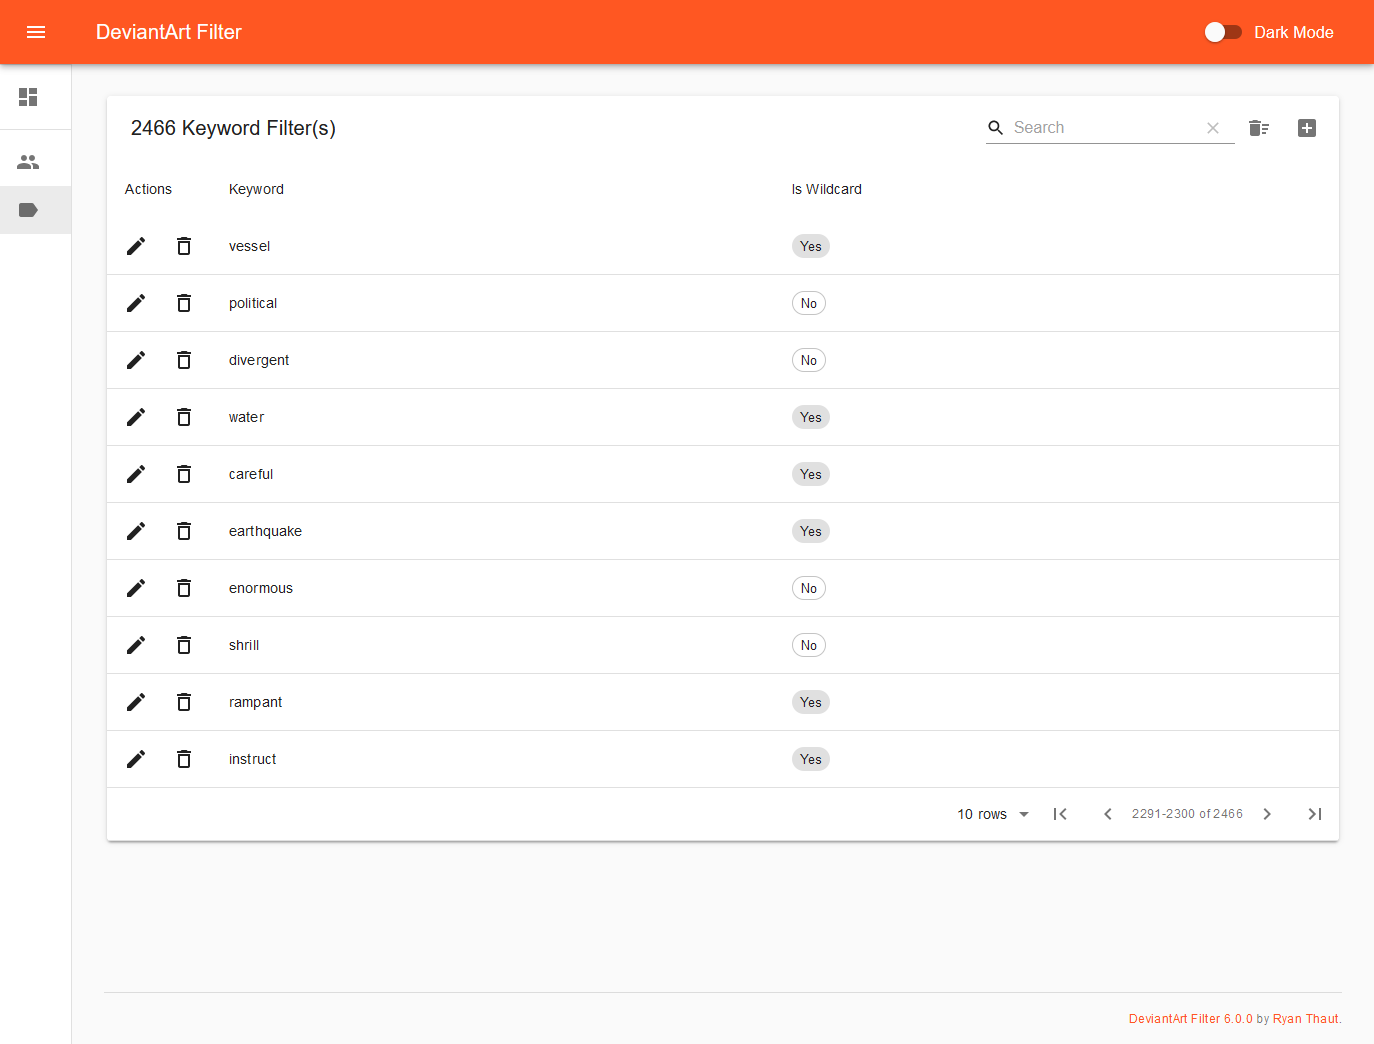 DeviantArt Filter
Dark Mode
2466 Keyword Filter(s)
Search
Actions Keyword Is Wildcard
vessel Yes
political No
divergent No
water Yes
careful Yes
earthquake Yes
enormous No
shrill No
rampant Yes
instruct Yes
10 rows 2291-2300 of 2466
DeviantArt Filter 6.0.0 by Ryan Thaut.